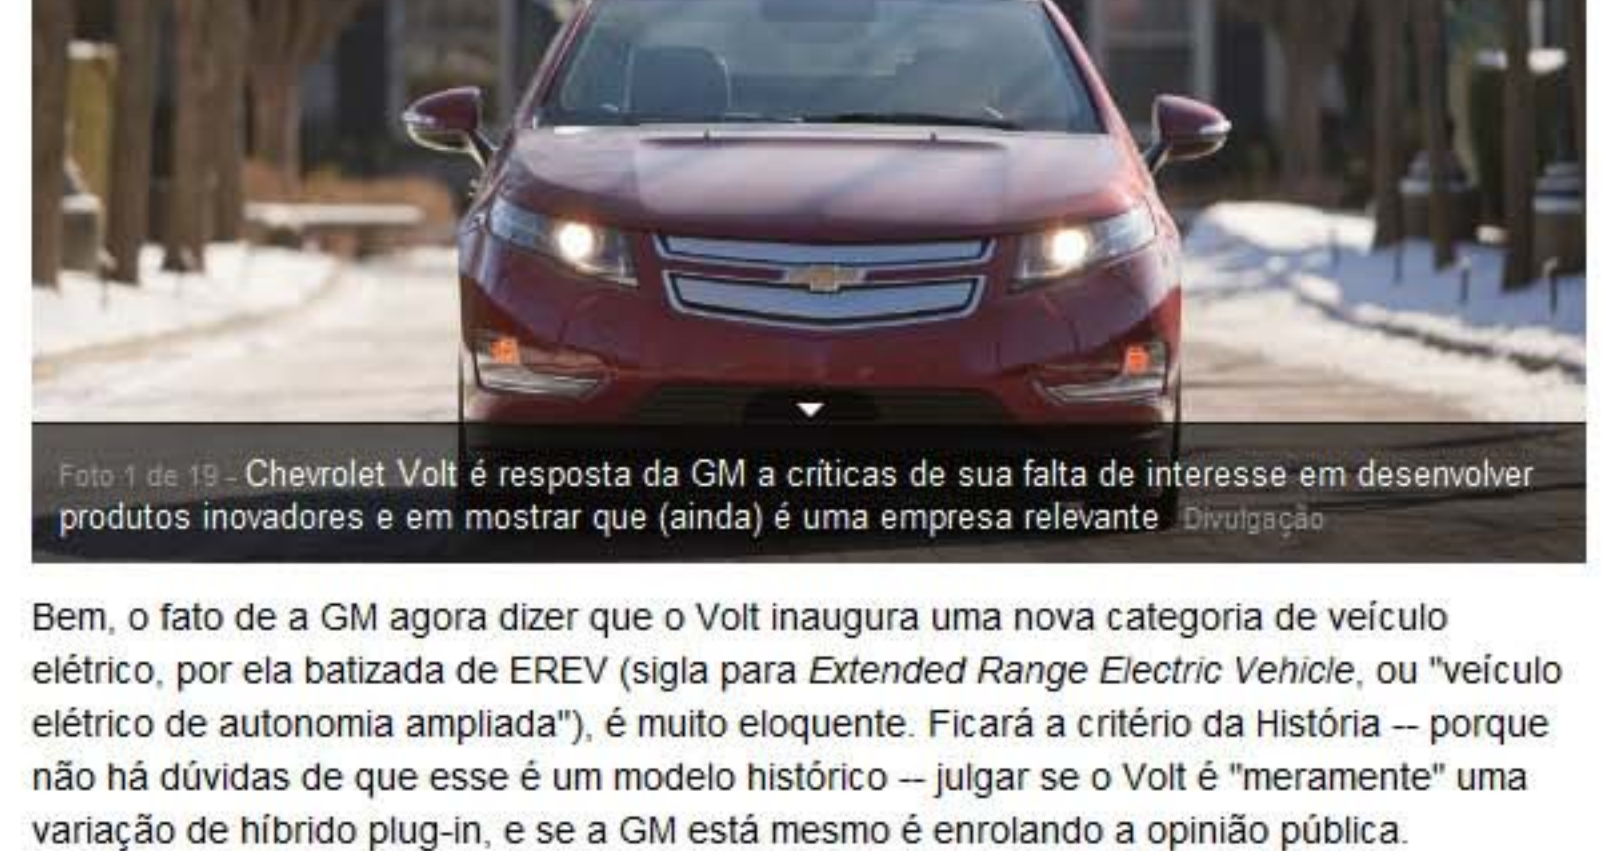 Foto 1 de 19 - Chevrolet Volt é resposta da GM a críticas de sua falta de interesse em desenvolver
produtos inovadores e em mostrar que (ainda) é uma empresa relevante Divulgação
Bem, o fato de a GM agora dizer que o Volt inaugura uma nova categoria de veículo
elétrico, por ela batizada de EREV (sigla para Extended Range Electric Vehicle, ou "veículo
elétrico de autonomia ampliada"), é muito eloquente. Ficará a critério da História -- porque
não há dúvidas de que esse é um modelo histórico -- julgar se o Volt é "meramente" uma
variação de híbrido plug-in, e se a GM está mesmo é enrolando a opinião pública.